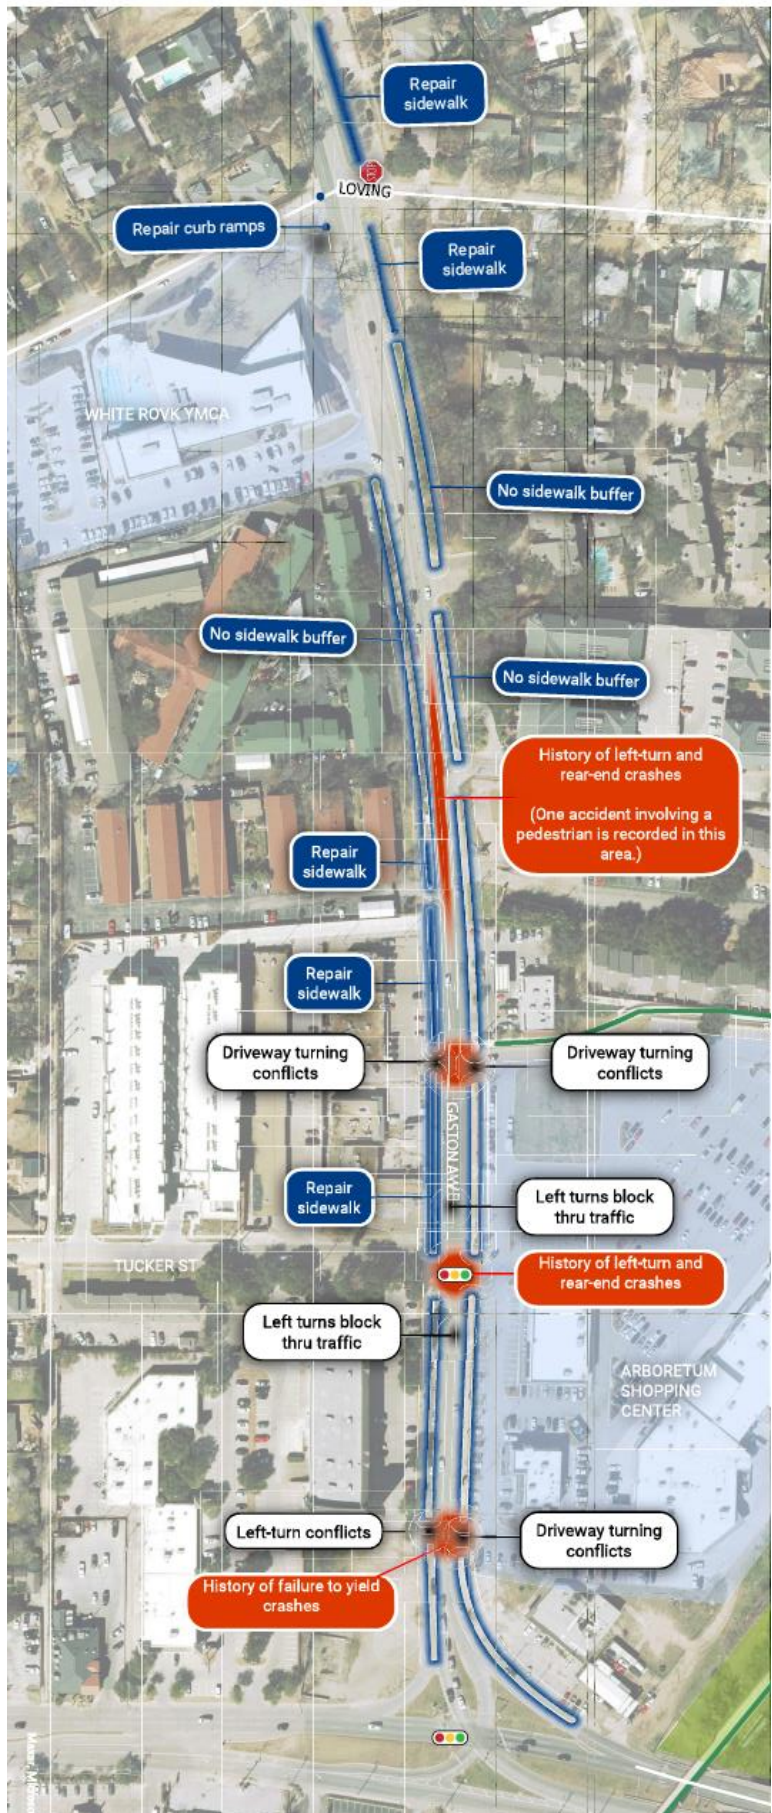 Repair
sidewalk
STOP
LOVING
Repair curb ramps
Repair
sidewalk
WHITE ROVK YMCA
No sidewalk buffer
No sidewalk buffer
No sidewalk buffer
History of left-turn and
rear-end crashes
(One accident involving a
pedestrian is recorded in this
area.)
Repair
sidewalk
Repair
sidewalk
Driveway turning
conflicts
Driveway turning
conflicts
GASTON AVE
Repair
sidewalk
Left turns block
thru traffic
TUCKER ST
History of left-turn and
rear-end crashes
Left turns block
thru traffic
ARBORETUM
SHOPPING
CENTER
Left-turn conflicts
Driveway turning
conflicts
History of failure to yield
crashes